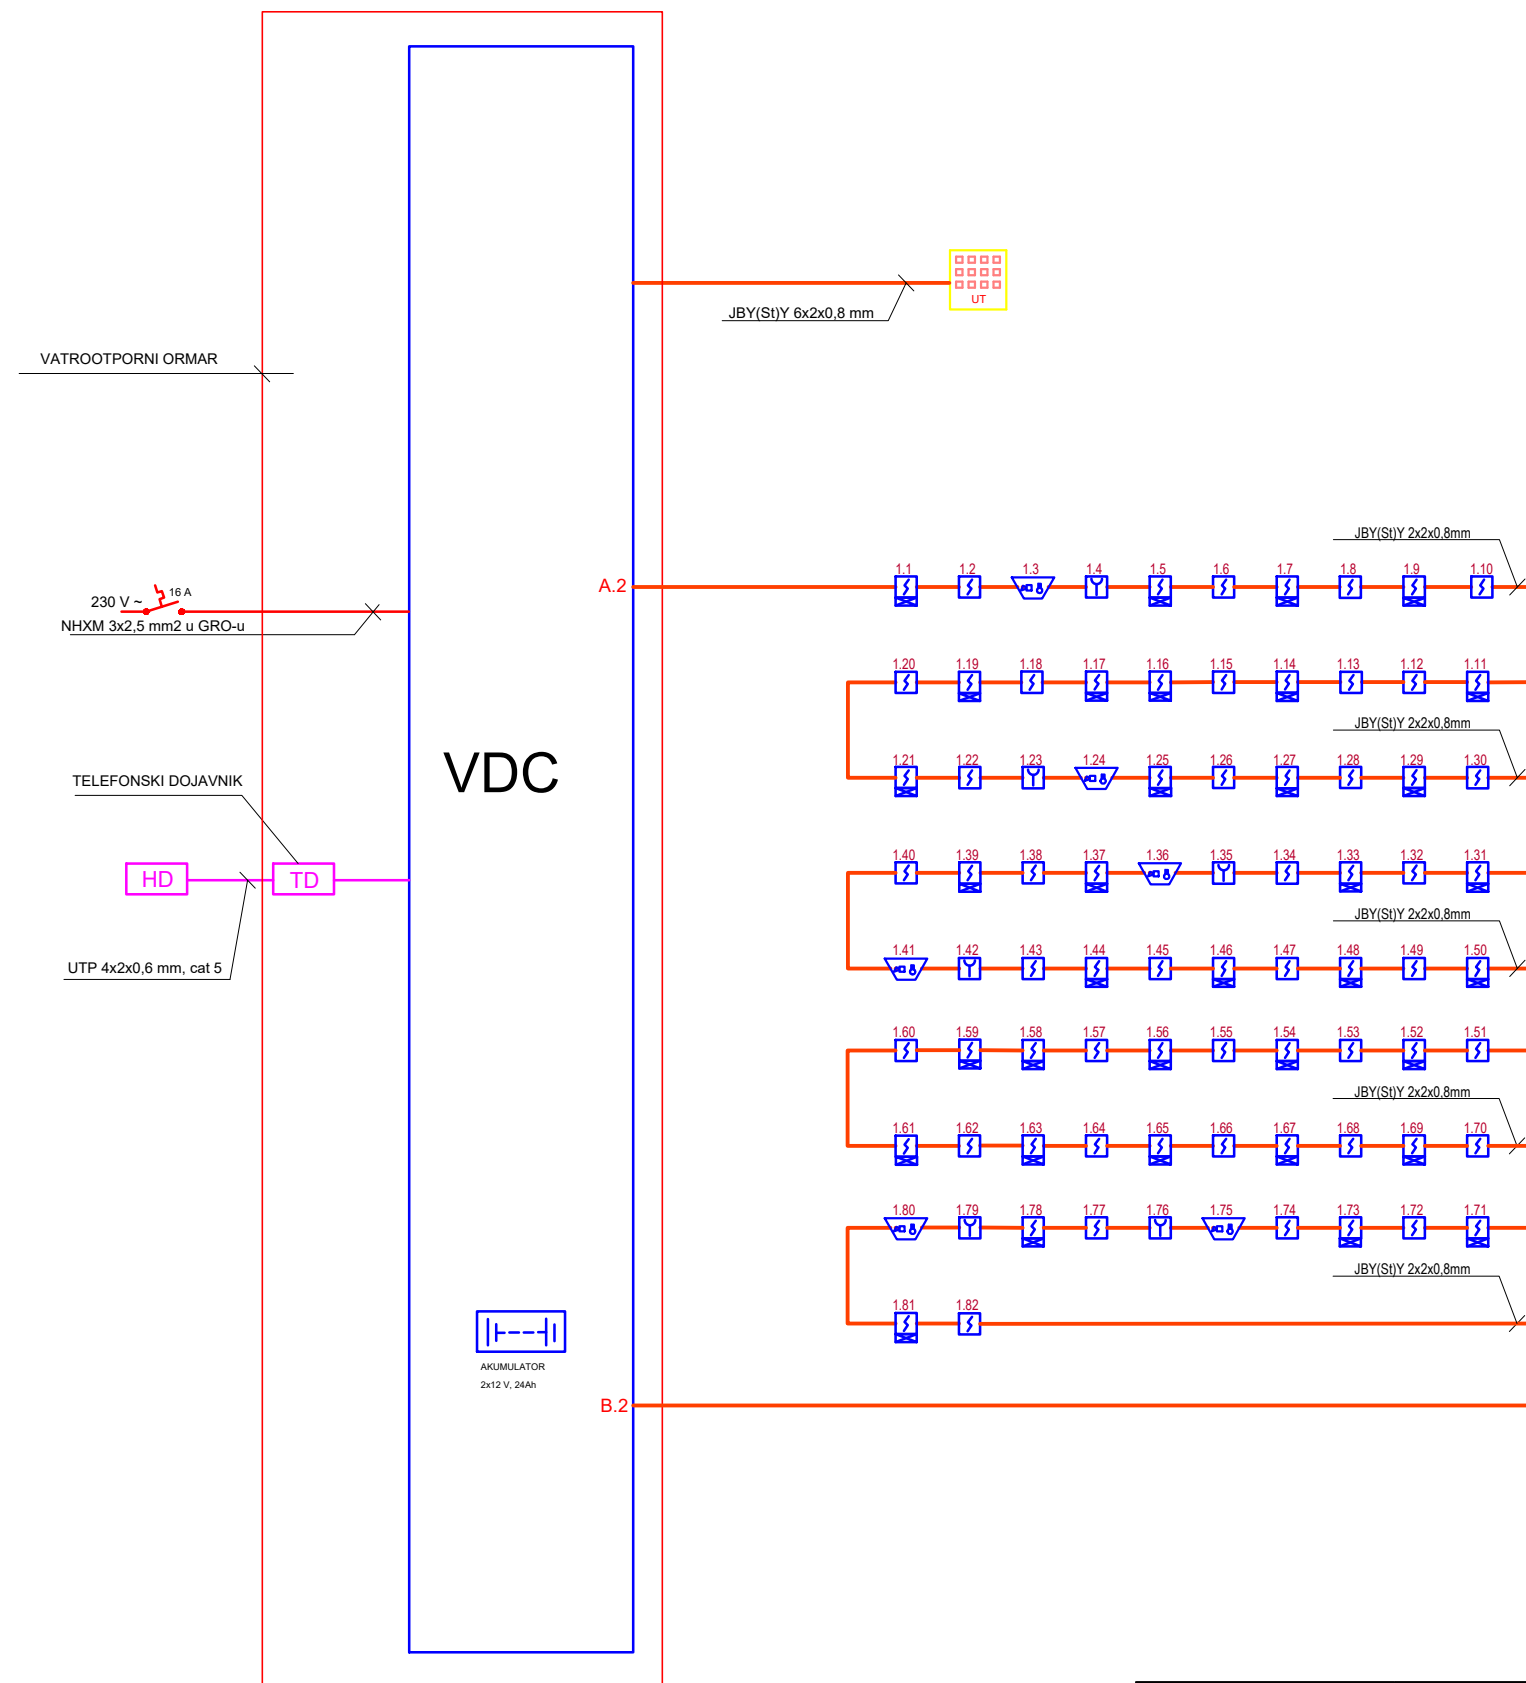 UT
JBY(St)Y 6x2x0,8 mm
VATROOTPORNI ORMAR
JBY(St)Y 2x2x0,8mm
A.2
1.1 1.2 1.3 1.4 1.5 1.6 1.7 1.8 1.9 1.10
16 A
230 V ~
NHXM 3x2,5 mm2 u GRO-u
1.20 1.19 1.18 1.17 1.16 1.15 1.14 1.13 1.12 1.11
JBY(St)Y 2x2x0,8mm
VDC
1.21 1.22 1.23 1.24 1.25 1.26 1.27 1.28 1.29 1.30
TELEFONSKI DOJAVNIK
1.40 1.39 1.38 1.37 1.36 1.35 1.34 1.33 1.32 1.31
HD TD
JBY(St)Y 2x2x0,8mm
1.41 1.42 1.43 1.44 1.45 1.46 1.47 1.48 1.49 1.50
UTP 4x2x0,6 mm, cat 5
1.60 1.59 1.58 1.57 1.56 1.55 1.54 1.53 1.52 1.51
JBY(St)Y 2x2x0,8mm
1.61 1.62 1.63 1.64 1.65 1.66 1.67 1.68 1.69 1.70
1.80 1.79 1.78 1.77 1.76 1.75 1.74 1.73 1.72 1.71
JBY(St)Y 2x2x0,8mm
1.81 1.82
AKUMULATOR
2x12 V, 24Ah
B.2